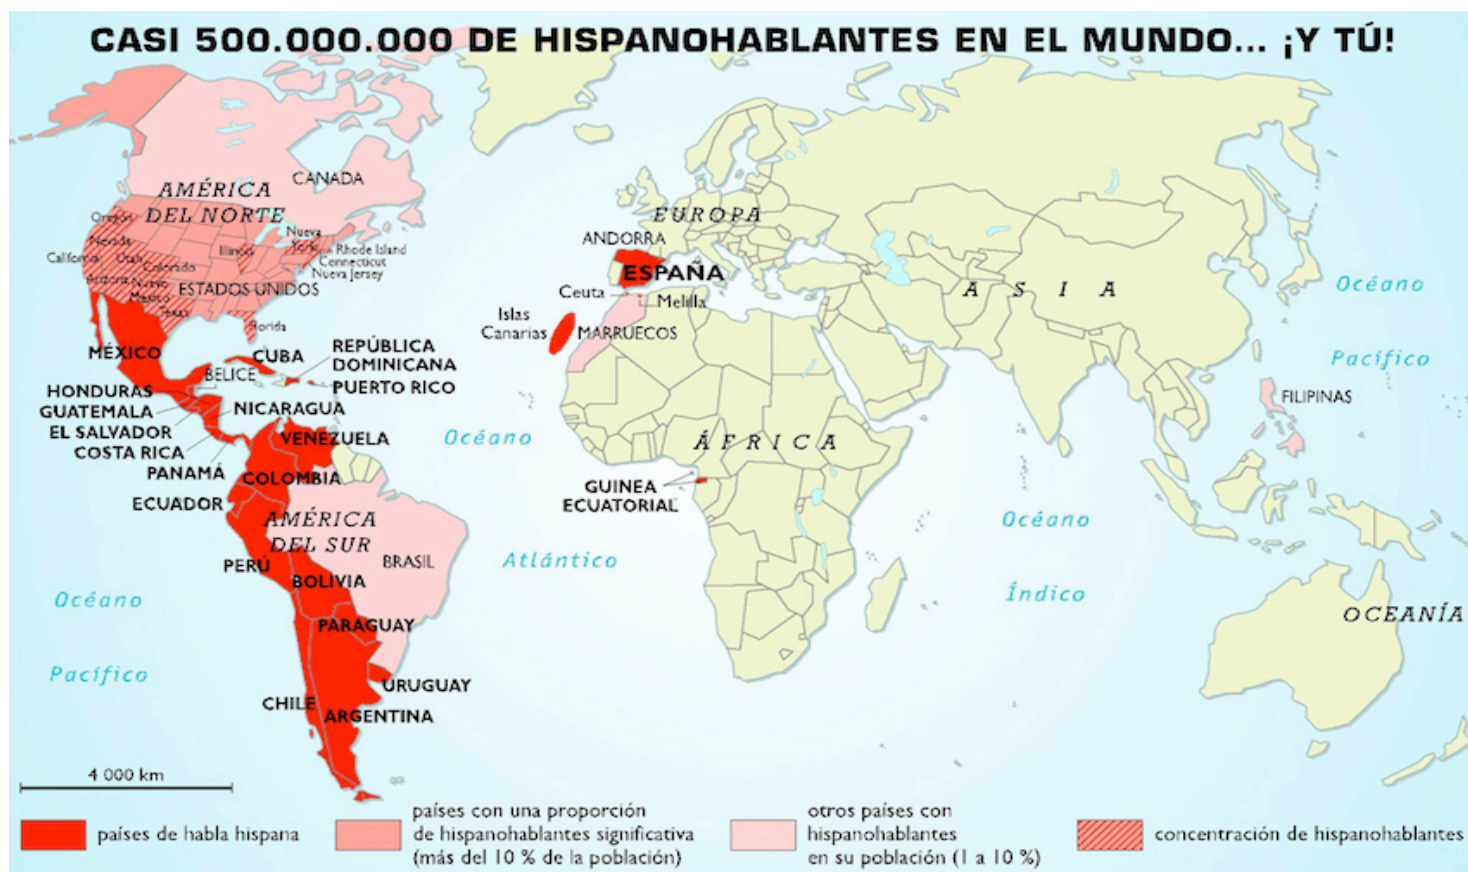 CASI 500.000.000 DE HISPANOHABLANTES EN EL MUNDO... ¡Y TÚ!
CANADA
AMÉRICA
DEL NORTE
Oregón
Nevada
California
Utah
Colorado
Arizona
Nuevo
México
Texas
Illinois
Nueva
York
Rhode Island
Connecticut
Nueva Jersey
ESTADOS UNIDOS
Florida
MÉXICO
CUBA
REPÚBLICA
DOMINICANA
PUERTO RICO
BELICE
HONDURAS
GUATEMALA
EL SALVADOR
NICARAGUA
COSTA RICA
PANAMÁ
VENEZUELA
COLOMBIA
ECUADOR
AMÉRICA
DEL SUR
PERÚ
BRASIL
BOLIVIA
PARAGUAY
URUGUAY
CHILE
ARGENTINA
EUROPA
ANDORRA
ESPAÑA
Ceuta
Melilla
Islas
Canarias
MARRUECOS
ÁFRICA
GUINEA
ECUATORIAL
ASIA
FILIPINAS
OCEANÍA
Océano
Atlántico
Océano
Índico
Océano
Pacífico
Océano
Pacífico
4 000 km
países de habla hispana
países con una proporción
de hispanohablantes significativa
(más del 10 % de la población)
otros países con
hispanohablantes
en su población (1 a 10 %)
concentración de hispanohablantes